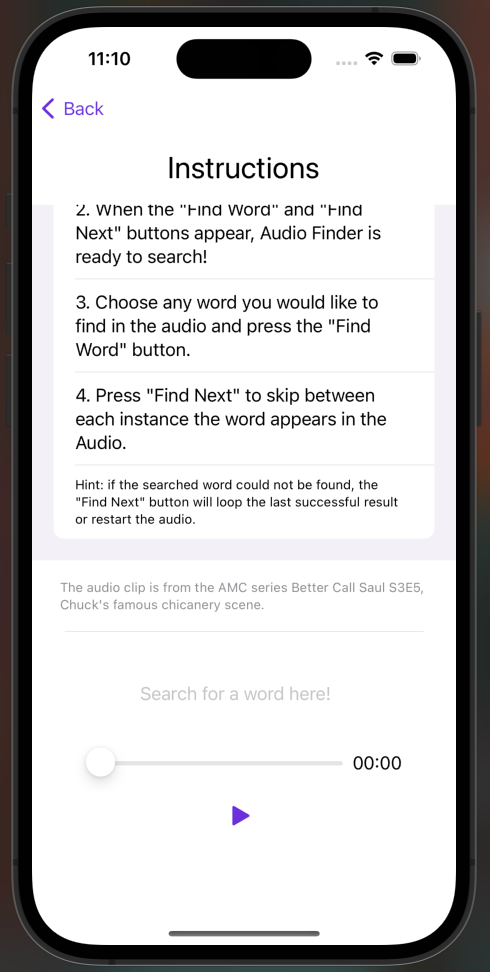 11:10
Back
Instructions
2. When the "Find Word" and "Find
Next" buttons appear, Audio Finder is
ready to search!
3. Choose any word you would like to
find in the audio and press the "Find
Word" button.
4. Press "Find Next" to skip between
each instance the word appears in the
Audio.
Hint: if the searched word could not be found, the
"Find Next" button will loop the last successful result
or restart the audio.
The audio clip is from the AMC series Better Call Saul S3E5,
Chuck's famous chicanery scene.
Search for a word here!
00:00